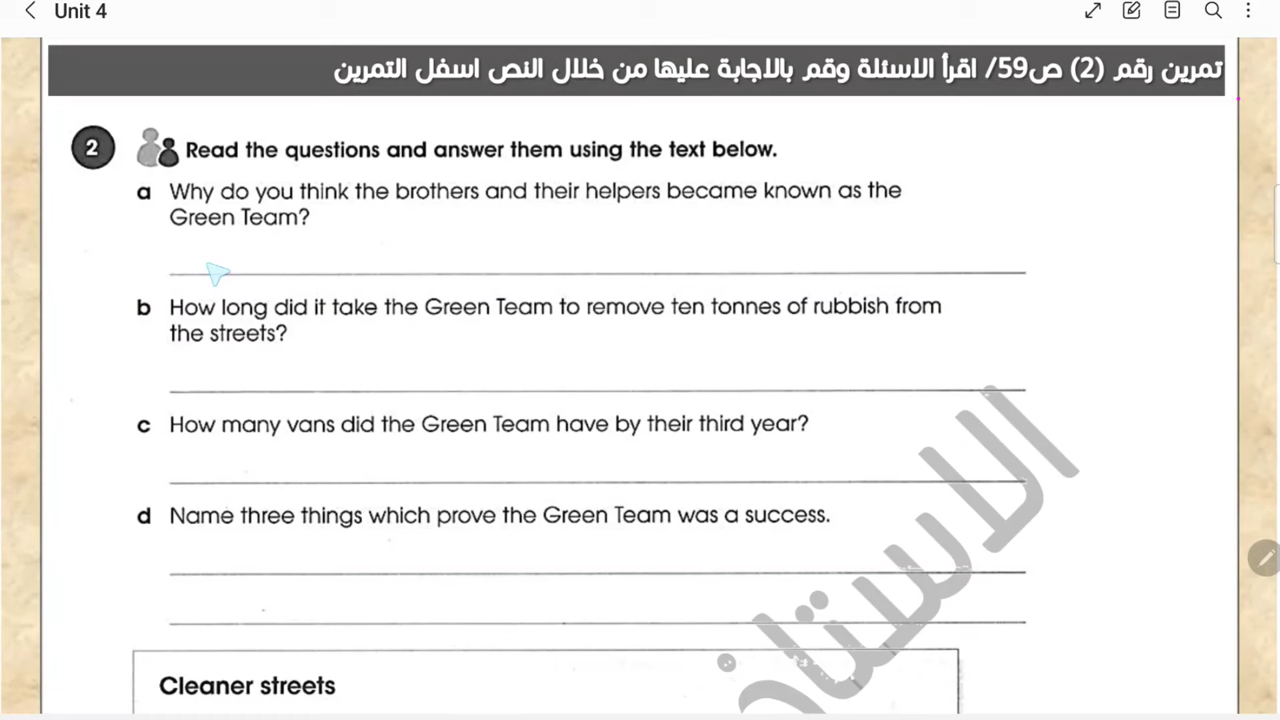 Unit 4
تمرين رقم (2) ص59/ اقرأ الاسئلة وقم بالاجابة عليها من خلال النص اسفل التمرين
2 Read the questions and answer them using the text below.
a Why do you think the brothers and their helpers became known as the
Green Team?
b How long did it take the Green Team to remove ten tonnes of rubbish from
the streets?
c How many vans did the Green Team have by their third year?
d Name three things which prove the Green Team was a success.
الاستاذ
Cleaner streets